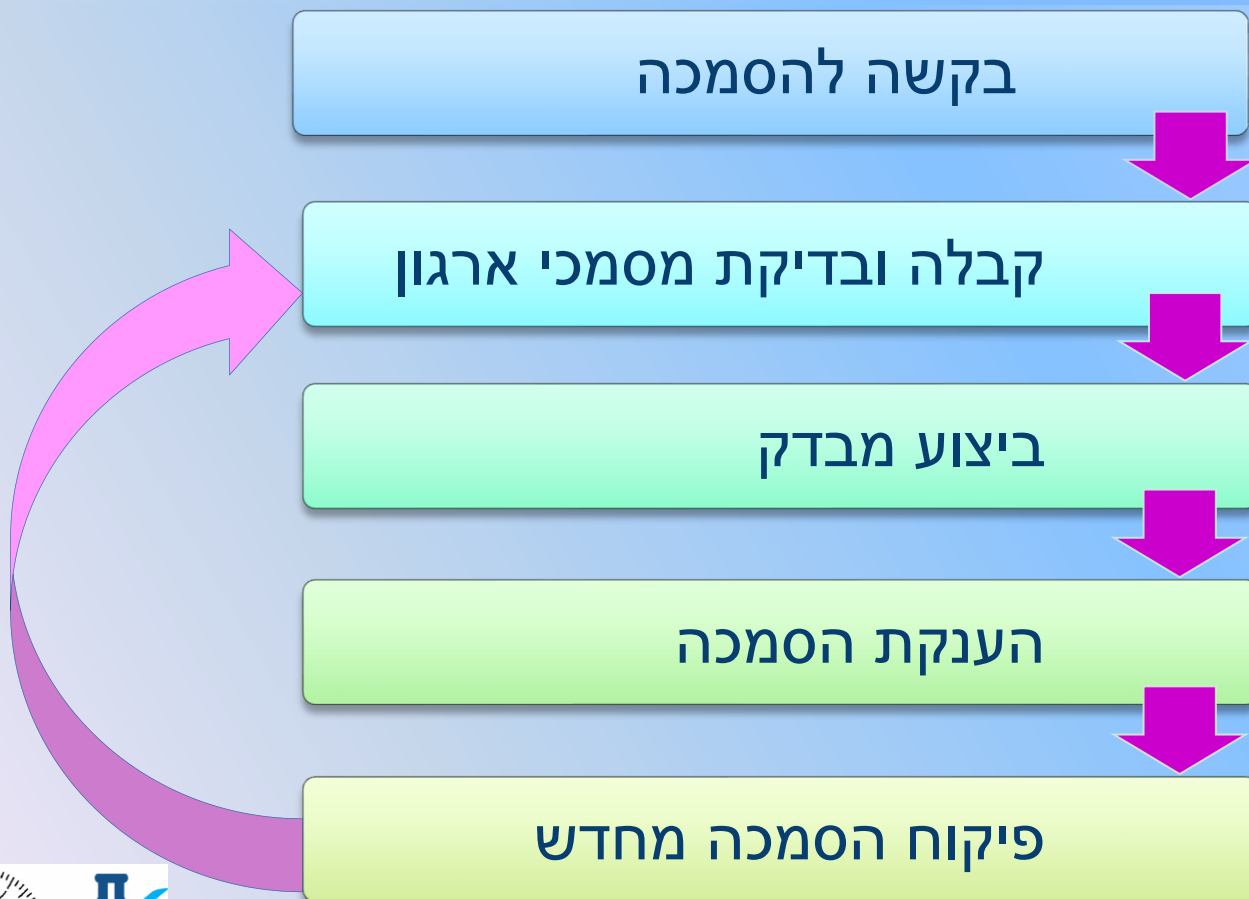 בקשה להסמכה
קבלה ובדיקת מסמכי ארגון
ביצוע מבדק
הענקת הסמכה
פיקוח הסמכה מחדש